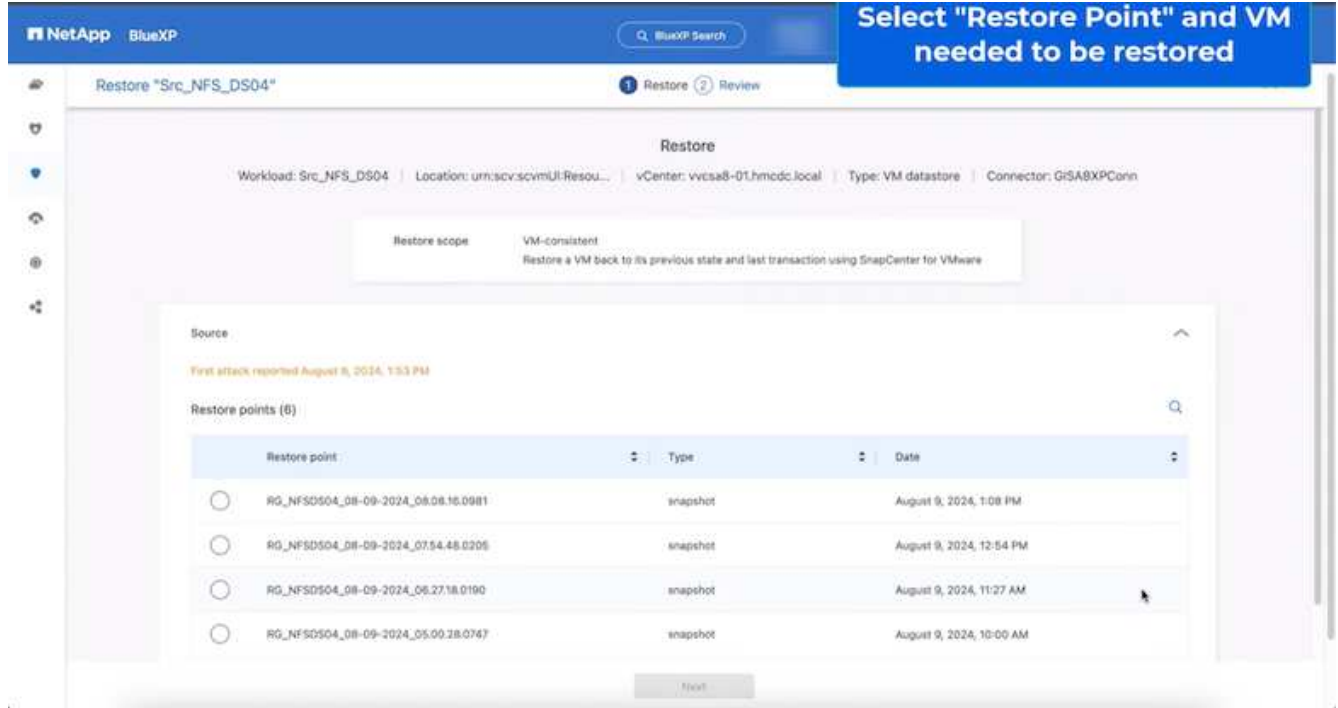 NetApp BlueXP
BlueXP Search
Select "Restore Point" and VM
needed to be restored
Restore "Src_NFS_DS04"
1 Restore 2 Review
Restore
Workload: Src_NFS_DS04 | Location: urn:scv:scvmUI:Resou... | vCenter: vvcsa8-01.hmcdc.local | Type: VM datastore | Connector: GISABXPConn
Restore scope VM-consistent
Restore a VM back to its previous state and last transaction using SnapCenter for VMware
Source
First attack reported August 9, 2024, 1:53 PM
Restore points (6)
Restore point Type Date
RG_NFSDS04_08-09-2024_08.08.16.0981 snapshot August 9, 2024, 1:08 PM
RG_NFSDS04_08-09-2024_07.54.48.0205 snapshot August 9, 2024, 12:54 PM
RG_NFSDS04_08-09-2024_06.27.18.0190 snapshot August 9, 2024, 11:27 AM
RG_NFSDS04_08-09-2024_05.00.28.0747 snapshot August 9, 2024, 10:00 AM
Next